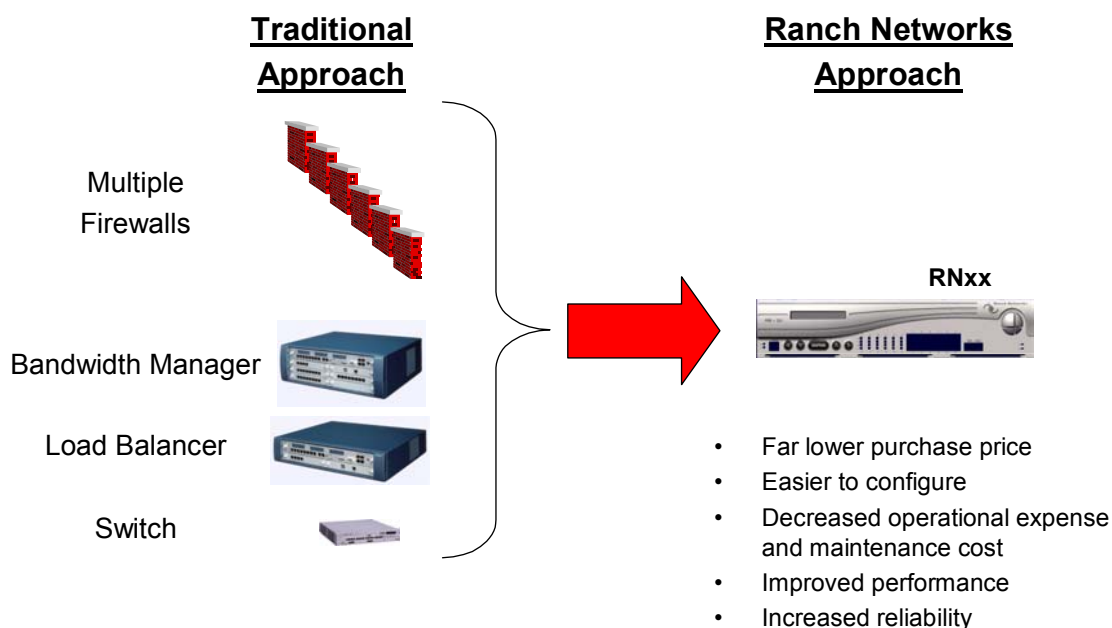 Traditional
Approach
Ranch Networks
Approach
Multiple
Firewalls
RNxx
Bandwidth Manager
Load Balancer
Switch
• Far lower purchase price
• Easier to configure
• Decreased operational expense
and maintenance cost
• Improved performance
• Increased reliability